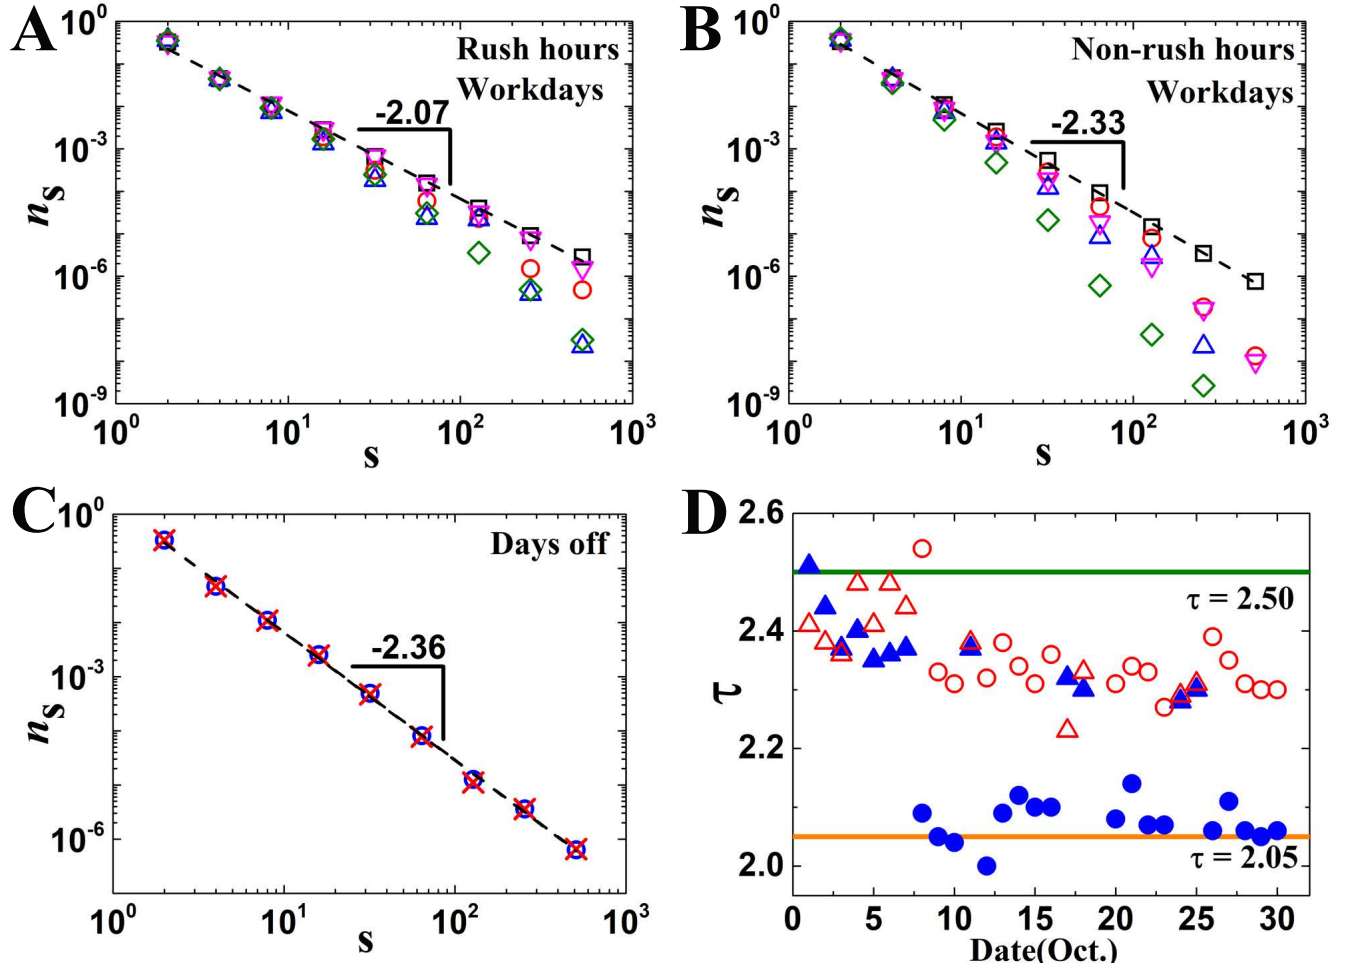 A
Rush hours
Workdays
-2.07
10^0
10^-3
10^-6
10^-9
n_s
10^0 10^1 10^2 10^3
s
B
Non-rush hours
Workdays
-2.33
10^0
10^-3
10^-6
10^-9
n_s
10^0 10^1 10^2 10^3
s
C
Days off
-2.36
10^0
10^-3
10^-6
n_s
10^0 10^1 10^2 10^3
s
D
2.6
2.4
2.2
2.0
τ
τ = 2.50
τ = 2.05
0 5 10 15 20 25 30
Date(Oct.)